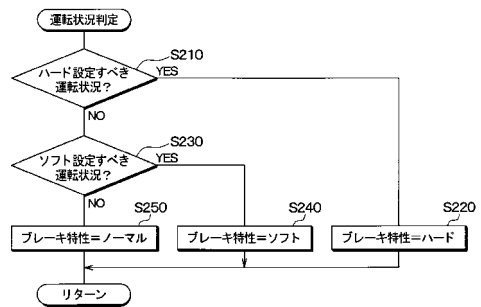 運転状況判定
S210
ハード設定すべき
運転状況？
YES
NO
S230
ソフト設定すべき
運転状況？
YES
NO
S250
ブレーキ特性＝ノーマル
S240
ブレーキ特性＝ソフト
S220
ブレーキ特性＝ハード
リターン